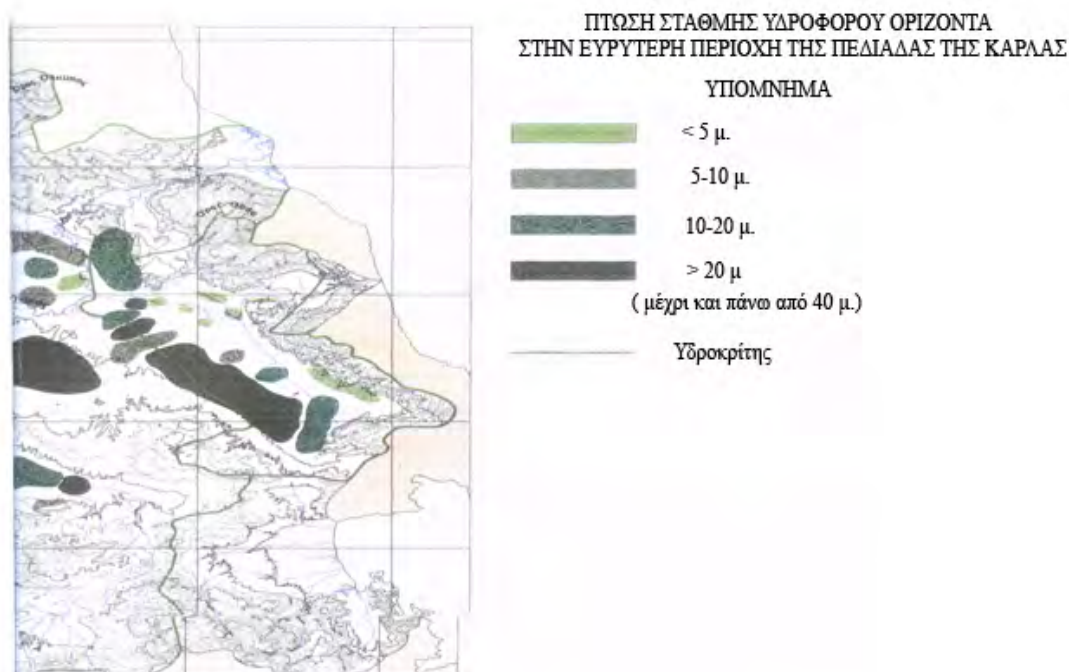 ΠΤΩΣΗ ΣΤΑΘΜΗΣ ΥΔΡΟΦΟΡΟΥ ΟΡΙΖΟΝΤΑ
ΣΤΗΝ ΕΥΡΥΤΕΡΗ ΠΕΡΙΟΧΗ ΤΗΣ ΠΕΔΙΑΔΑΣ ΤΗΣ ΚΑΡΛΑΣ
ΥΠΟΜΝΗΜΑ
< 5 μ.
5-10 μ.
10-20 μ.
> 20 μ
( μέχρι και πάνω από 40 μ.)
Υδροκρίτης